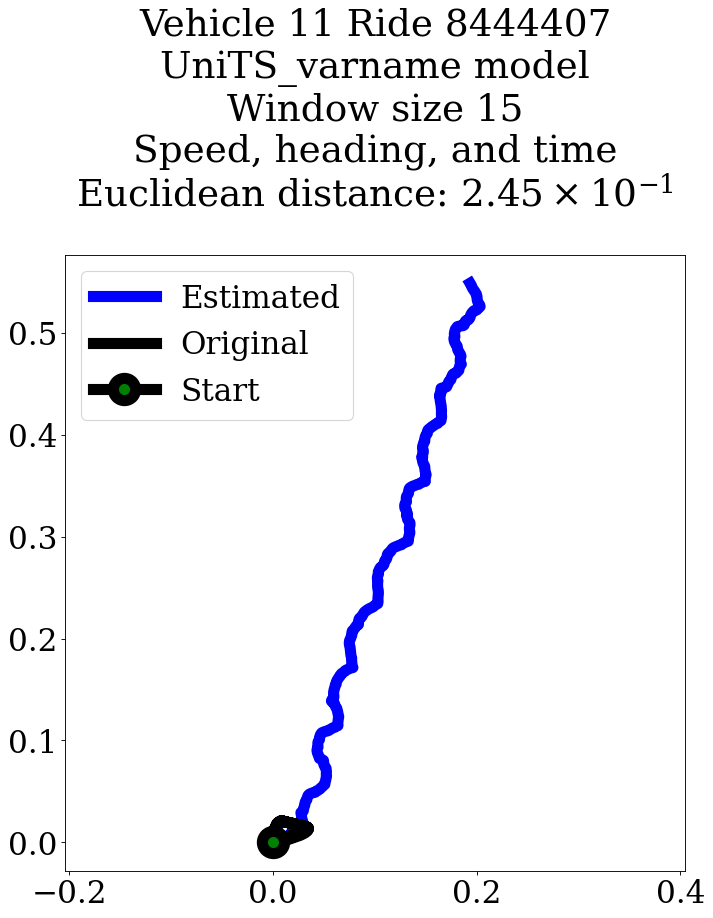 Vehicle 11 Ride 8444407
UniTS_varname model
Window size 15
Speed, heading, and time
Euclidean distance: 2.45 × 10⁻¹
Estimated
Original
Start
0.5
0.4
0.3
0.2
0.1
0.0
−0.2 0.0 0.2 0.4